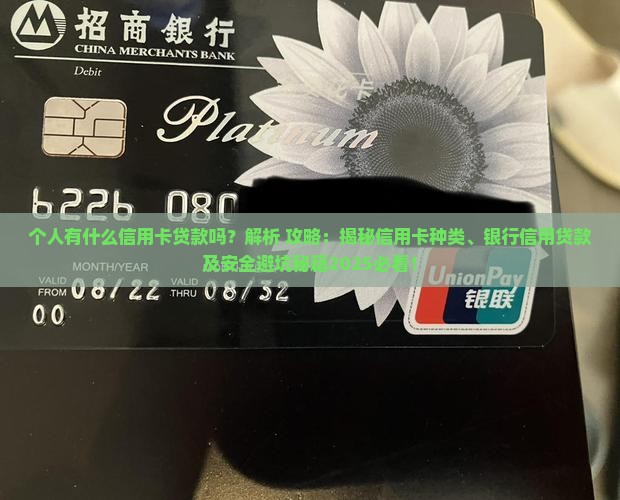 招商銀行
CHINA MERCHANTS BANK
Debit
卡
Platinum
6226 080
个人有什么信用卡贷款吗？解析 攻略：揭秘信用卡种类、银行信用贷款
及安全避坑秘籍2025必看！
MONTH/YEAR
VALID FROM 08/22 VALID THRU 08/32
00
UnionPay
银联